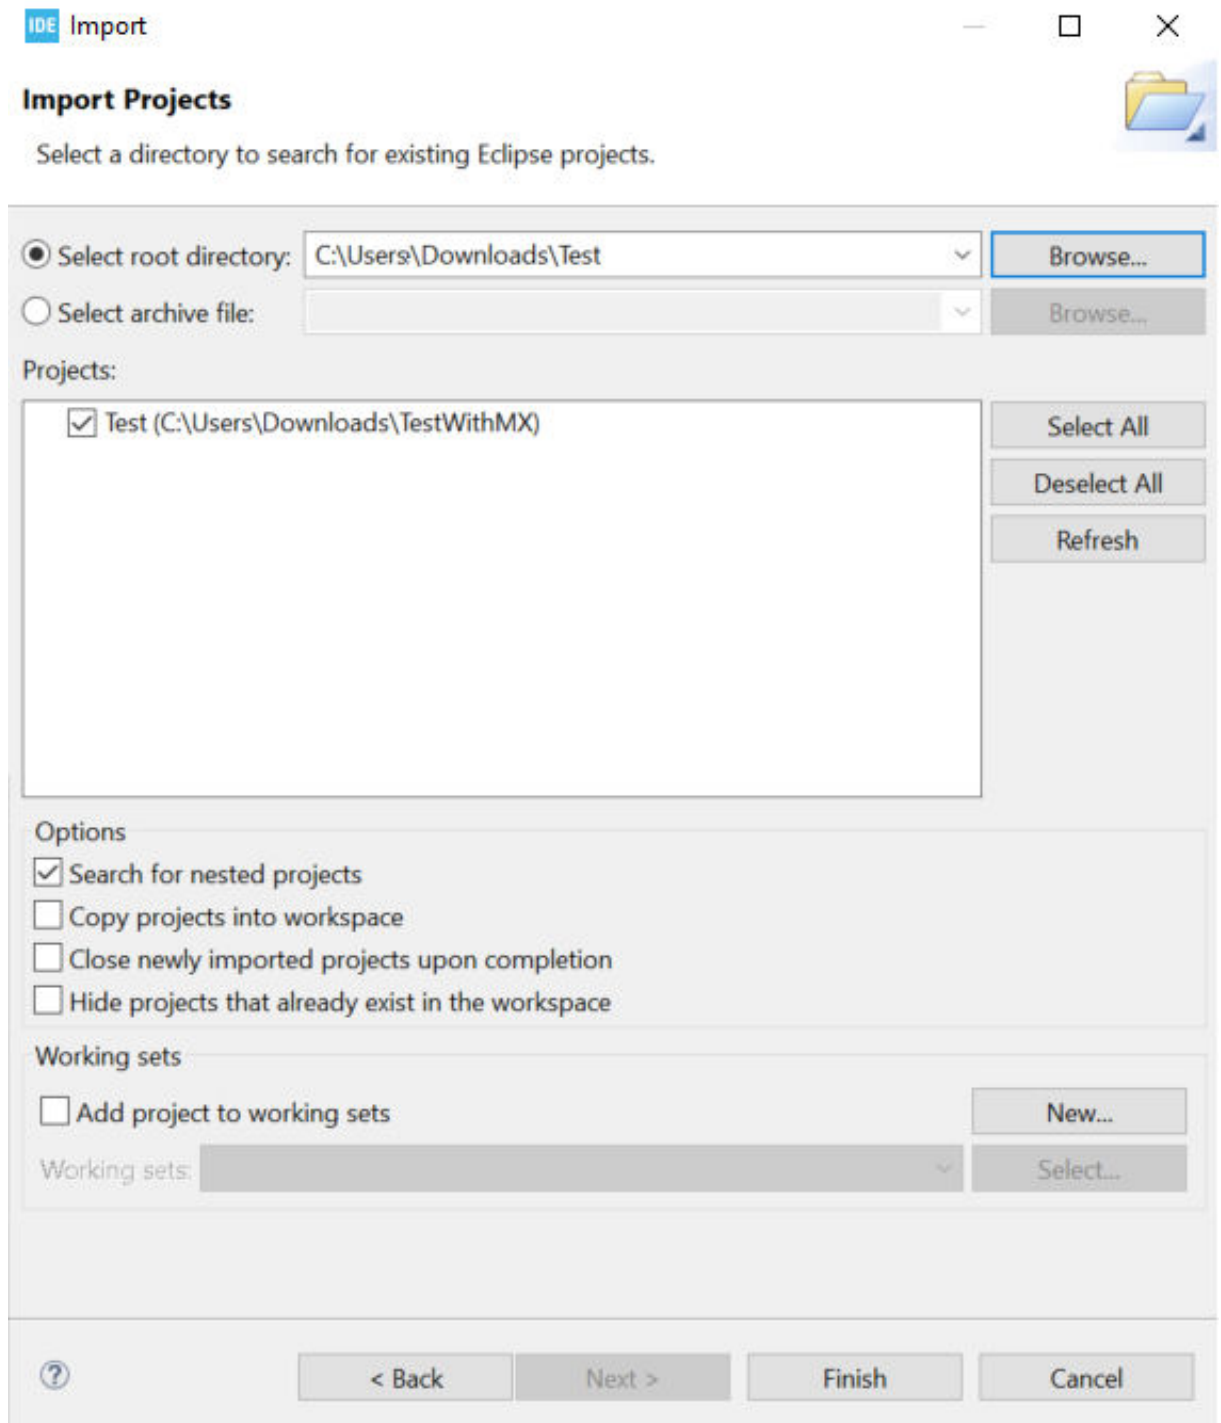 IDE Import
Import Projects
Select a directory to search for existing Eclipse projects.
Select root directory: C:\Users\Downloads\Test Browse...
Select archive file: Browse...
Projects:
Test (C:\Users\Downloads\TestWithMX)
Select All
Deselect All
Refresh
Options
Search for nested projects
Copy projects into workspace
Close newly imported projects upon completion
Hide projects that already exist in the workspace
Working sets
Add project to working sets New...
Working sets: Select...
? < Back Next > Finish Cancel